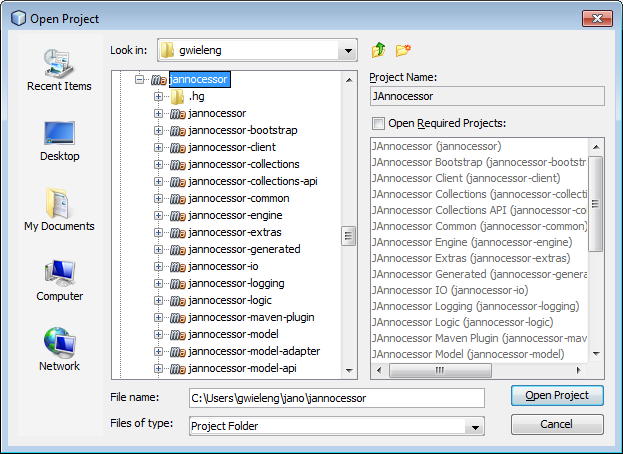 Open Project
Look in:
gwieleng
Recent Items
Desktop
My Documents
Computer
Network
jannocessor
.hg
jannocessor
jannocessor-bootstrap
jannocessor-client
jannocessor-collections
jannocessor-collections-api
jannocessor-common
jannocessor-engine
jannocessor-extras
jannocessor-generated
jannocessor-io
jannocessor-logging
jannocessor-logic
jannocessor-maven-plugin
jannocessor-model
jannocessor-model-adapter
jannocessor-model-api
Project Name:
JAnnocessor
Open Required Projects:
JAnnocessor (jannocessor)
JAnnocessor Bootstrap (jannocessor-bootstr
JAnnocessor Client (jannocessor-client)
JAnnocessor Collections (jannocessor-collecti
JAnnocessor Collections API (jannocessor-co
JAnnocessor Common (jannocessor-common)
JAnnocessor Engine (jannocessor-engine)
JAnnocessor Extras (jannocessor-extras)
JAnnocessor Generated (jannocessor-genera
JAnnocessor IO (jannocessor-io)
JAnnocessor Logging (jannocessor-logging)
JAnnocessor Logic (jannocessor-logic)
JAnnocessor Maven Plugin (jannocessor-mave
JAnnocessor Model (jannocessor-model)
File name:
C:\Users\gwieleng\jano\jannocessor
Open Project
Files of type:
Project Folder
Cancel